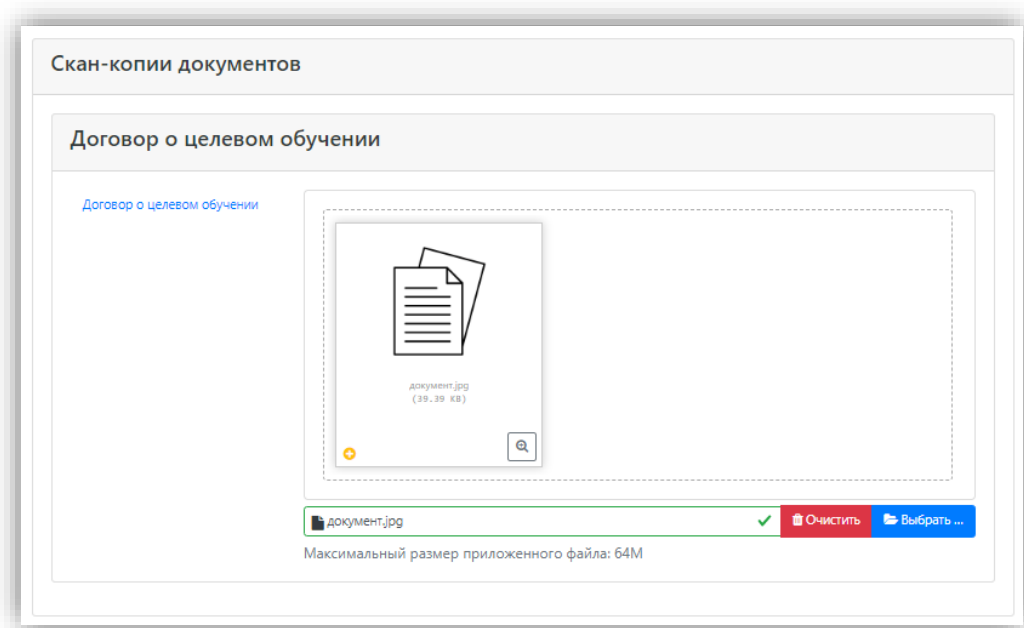 Скан-копии документов
Договор о целевом обучении
Договор о целевом обучении
документ.jpg
(39.39 KB)
документ.jpg
Очистить
Выбрать ...
Максимальный размер приложенного файла: 64M